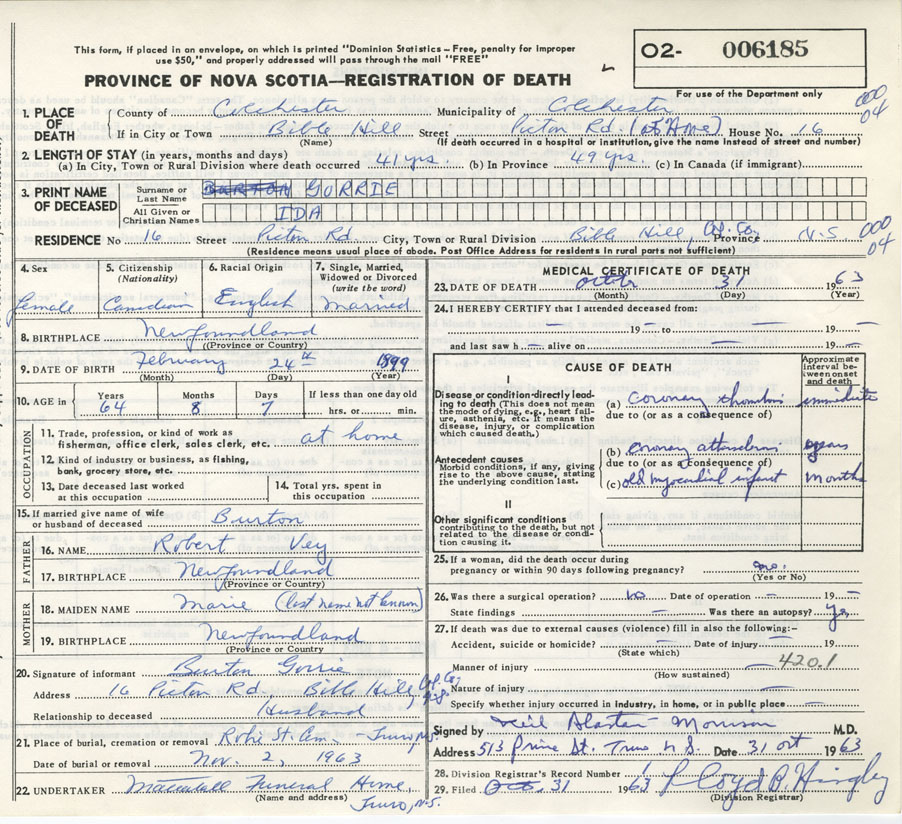 This form, if placed in an envelope, on which is printed "Dominion Statistics—Free, penalty for improper
use $50," and properly addressed will pass through the mail "FREE"
O2- 006185
PROVINCE OF NOVA SCOTIA—REGISTRATION OF DEATH
For use of the Department only
000
04
1. PLACE OF DEATH { County of Colchester Municipality of Colchester
If in City or Town Bible Hill Street Picton Rd. (at Home) House No. 16
(Name) (If death occurred in a hospital or institution, give the name instead of street and number)
2. LENGTH OF STAY (in years, months and days)
(a) In City, Town or Rural Division where death occurred 41 yrs. (b) In Province 49 yrs. (c) In Canada (if immigrant)
3. PRINT NAME OF DECEASED
Surname or Last Name BURTON GORRIE
All Given or Christian Names IDA
RESIDENCE No 16 Street Picton Rd City, Town or Rural Division Bible Hill, Col. Co. Province N.S
000
04
(Residence means usual place of abode. Post Office Address for residents in rural parts not sufficient)
4. Sex female
5. Citizenship (Nationality) Canadian
6. Racial Origin English
7. Single, Married, Widowed or Divorced (write the word) Married
8. BIRTHPLACE Newfoundland
(Province or Country)
9. DATE OF BIRTH February 24th 1899
(Month) (Day) (Year)
10. AGE in Years 64 Months 8 Days 7 If less than one day old hrs. or min.
OCCUPATION
11. Trade, profession, or kind of work as fisherman, office clerk, sales clerk, etc. at home
12. Kind of industry or business, as fishing, bank, grocery store, etc.
13. Date deceased last worked at this occupation
14. Total yrs. spent in this occupation
15. If married give name of wife or husband of deceased Burton
FATHER
16. NAME Robert Vey
17. BIRTHPLACE Newfoundland
(Province or Country)
MOTHER
18. MAIDEN NAME Marie (last name not known)
19. BIRTHPLACE Newfoundland
(Province or Country)
20. Signature of informant Burton Gorrie
Address 16 Picton Rd. Bible Hill, Col. Co. N.S.
Relationship to deceased Husband
21. Place of burial, cremation or removal Robie St. Cem. - Truro, N.S.
Date of burial or removal Nov. 2, 1963
22. UNDERTAKER Funeral Home,
(Name and address) Truro, N.S.
MEDICAL CERTIFICATE OF DEATH
23. DATE OF DEATH October 31 1963
(Month) (Day) (Year)
24. I HEREBY CERTIFY that I attended deceased from:
— 19 — to — 19 —
and last saw h — alive on — 19 —
CAUSE OF DEATH
Approximate interval between onset and death
I
Disease or condition directly leading to death (This does not mean the mode of dying, e.g., heart failure, asthenia, etc. It means the disease, injury, or complication which caused death.)
(a) coronary thrombosis immediate
due to (or as a consequence of)
Antecedent causes
Morbid conditions, if any, giving rise to the above cause, stating the underlying condition last.
(b) coronary years
due to (or as a consequence of)
(c) old myocardial infarct months
II
Other significant conditions contributing to the death, but not related to the disease or condition causing it.
25. If a woman, did the death occur during pregnancy or within 90 days following pregnancy? no.
(Yes or No)
26. Was there a surgical operation? no Date of operation — 19 —
State findings — Was there an autopsy? yes
27. If death was due to external causes (violence) fill in also the following:—
Accident, suicide or homicide? — Date of injury — 19
(State which)
Manner of injury — 420.1
(How sustained)
Nature of injury —
Specify whether injury occurred in industry, in home, or in public place —
Signed by Neil Alastair Morrison M.D.
Address 513 Prince St. Truro N.S. Date 31 Oct 1963
28. Division Registrar's Record Number
29. Filed Oct. 31 1963 Lloyd B. Hingley
(Division Registrar)